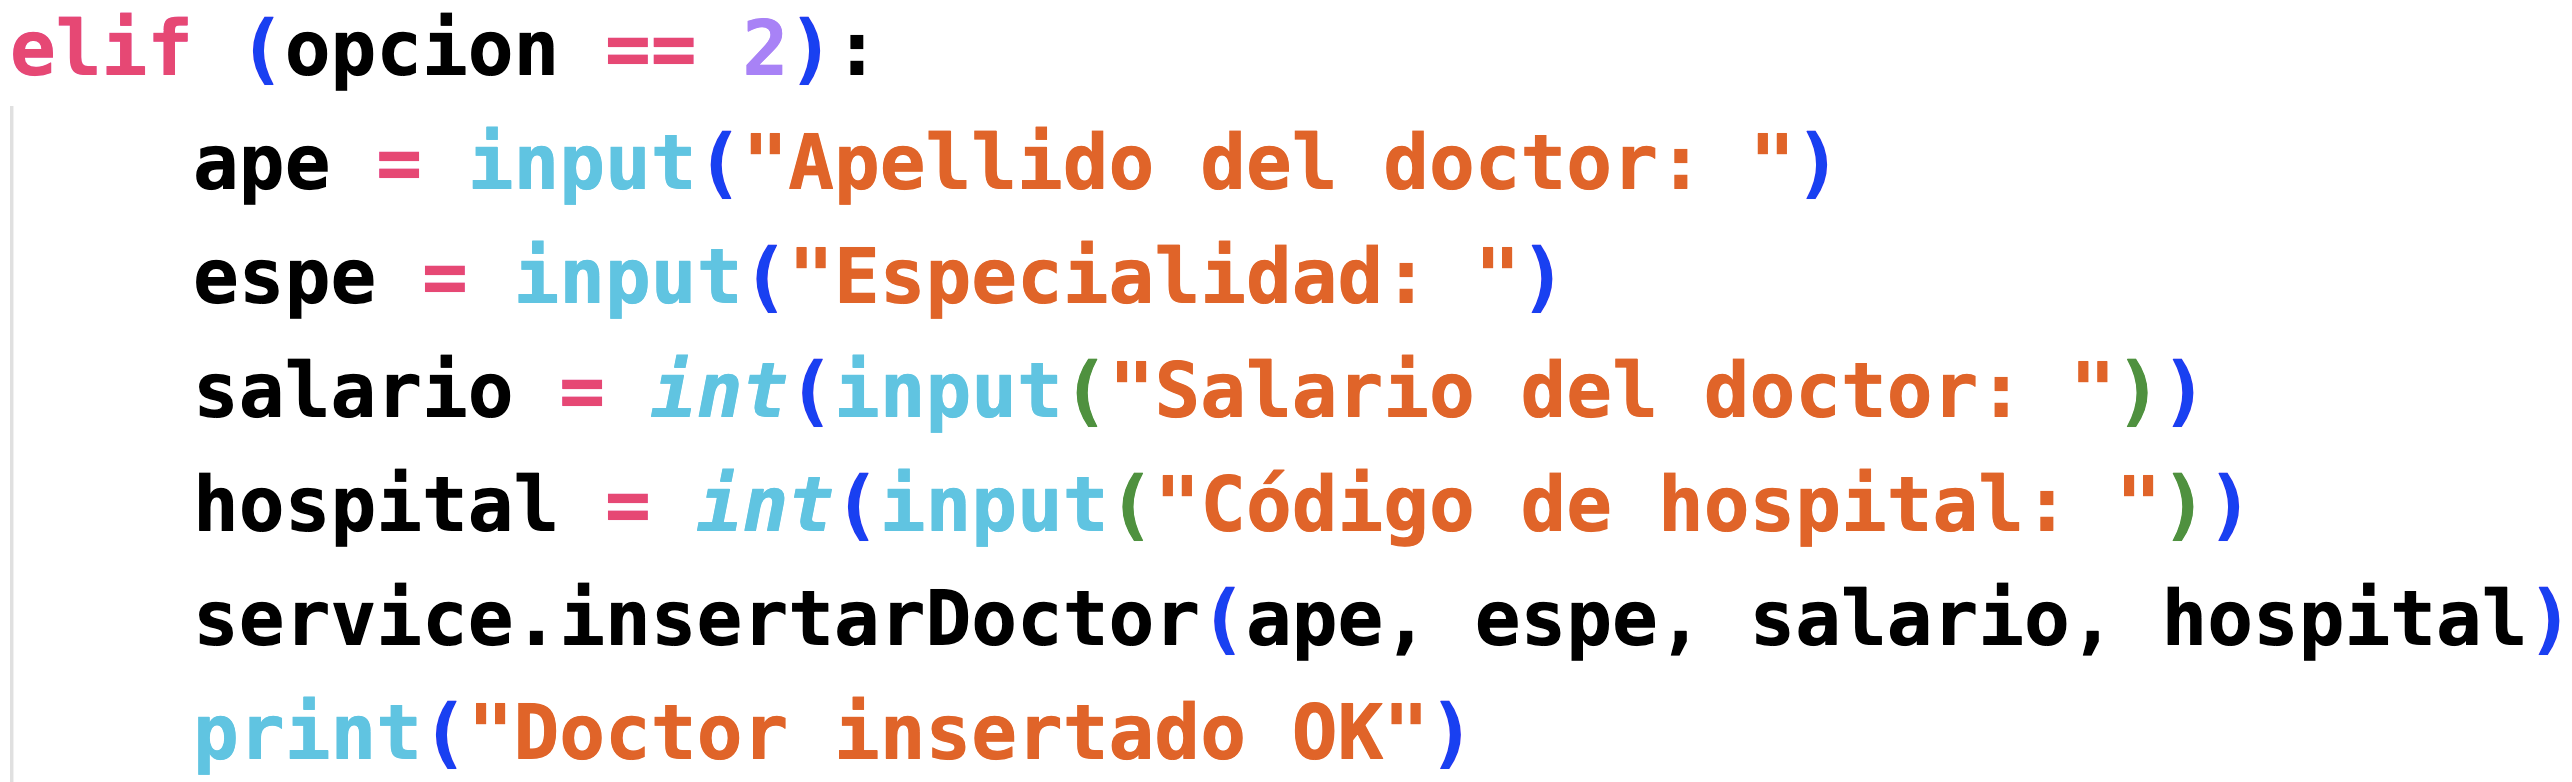 elif (opcion == 2):
    ape = input("Apellido del doctor: ")
    espe = input("Especialidad: ")
    salario = int(input("Salario del doctor: "))
    hospital = int(input("Código de hospital: "))
    service.insertarDoctor(ape, espe, salario, hospital)
    print("Doctor insertado OK")